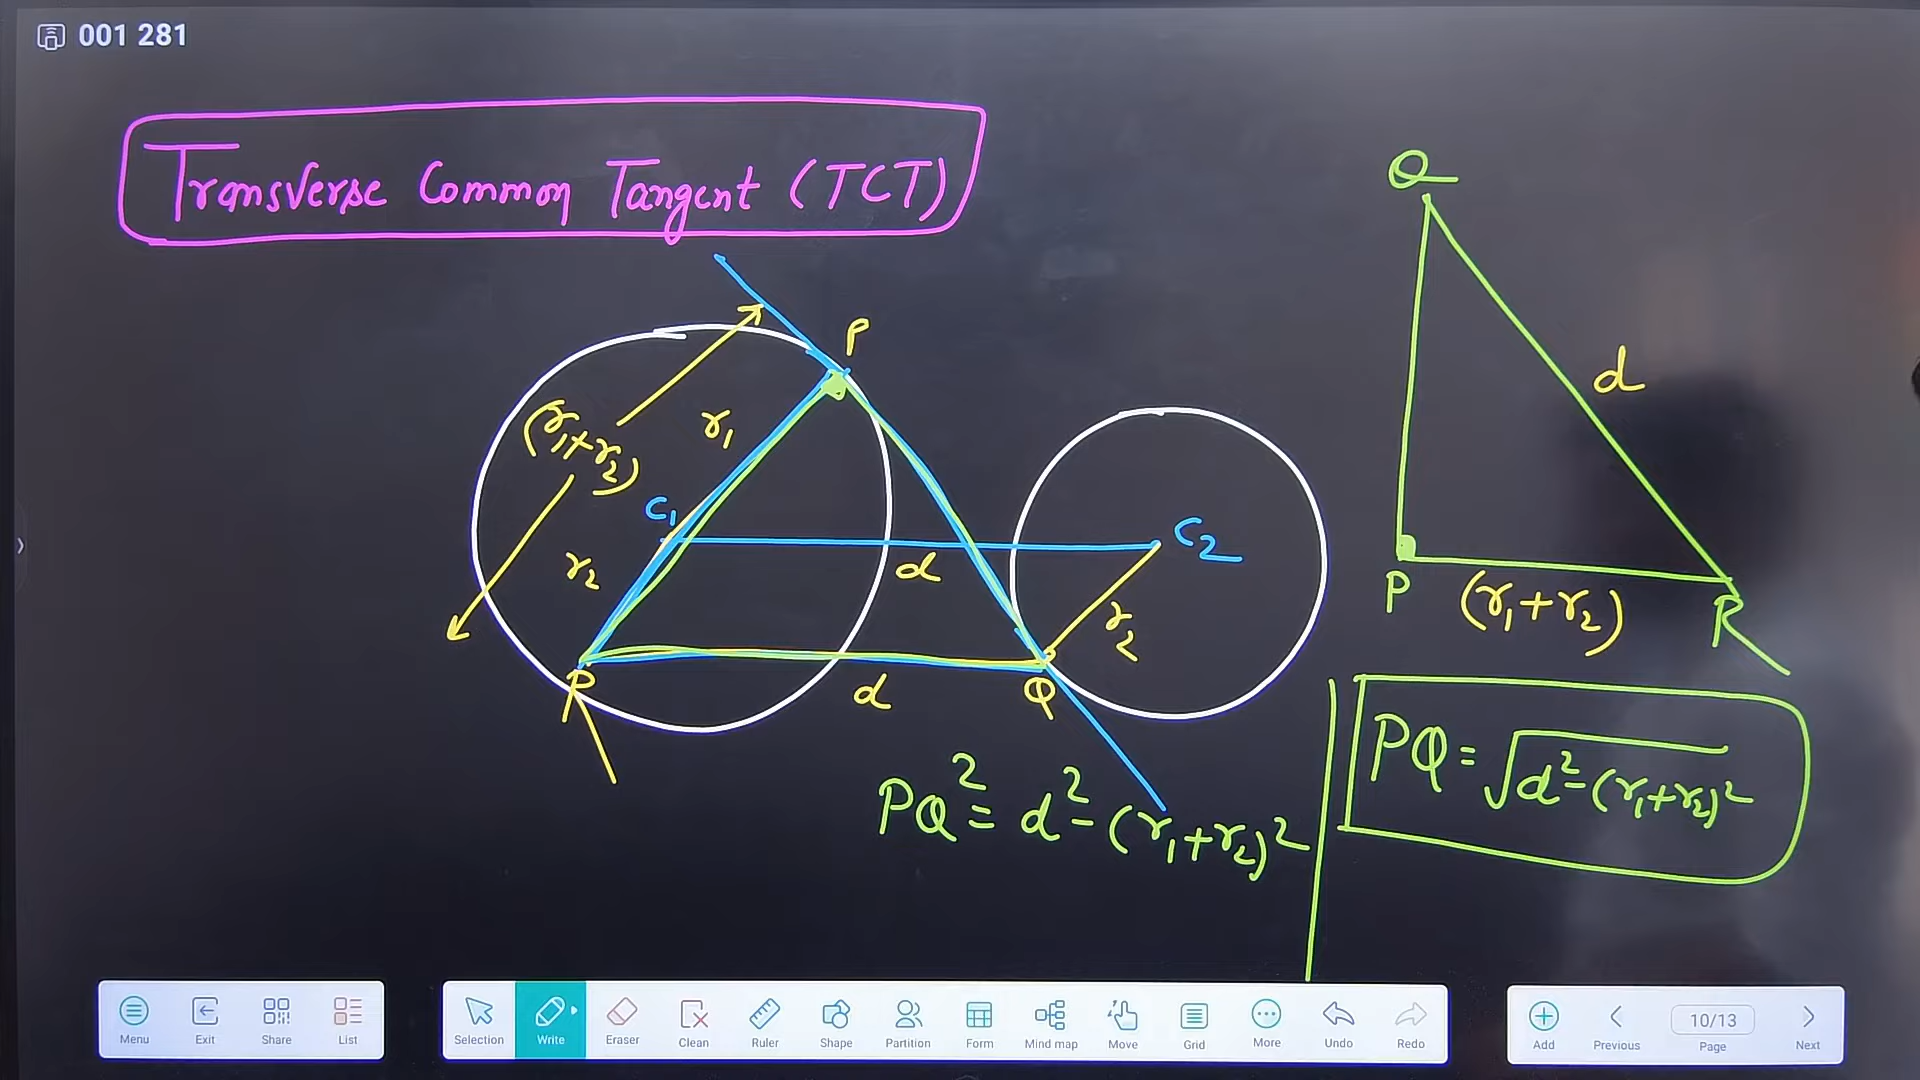 001 281
Transverse Common Tangent (TCT)
Q
P
d
(r₁+r₂)
r₁
C₁
C₂
r₂
d
r₂
P
(r₁+r₂)
R
R
d
Q
PQ² = d² - (r₁+r₂)²
PQ = √d² - (r₁+r₂)²
Menu
Exit
Share
List
Selection
Write
Eraser
Clean
Ruler
Shape
Partition
Form
Mind map
Move
Grid
More
Undo
Redo
Add
Previous
10/13
Page
Next